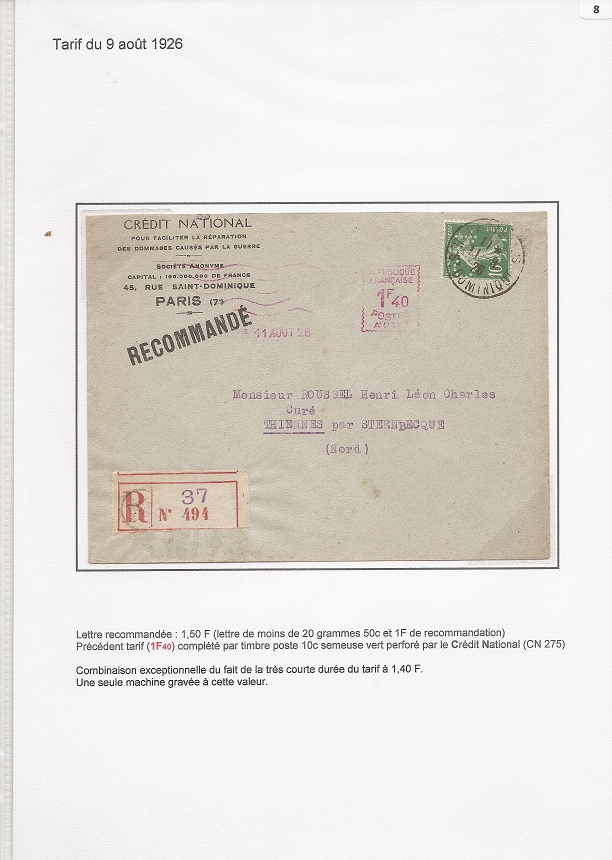 8
Tarif du 9 août 1926
CRÉDIT NATIONAL
POUR FACILITER LA RÉPARATION
DES DOMMAGES CAUSÉS PAR LA GUERRE
SOCIÉTÉ ANONYME
CAPITAL : 100.000.000 DE FRANCS
45, RUE SAINT-DOMINIQUE
PARIS (7)
RECOMMANDÉ
11 AOUT 26
PUBLIQUE
FRANÇAISE
1F40
POSTES
10
Monsieur ROUSSEL Henri Léon Charles
Curé
THIENNES par STEENBECQUE
(Nord)
R 37
N° 494
Lettre recommandée : 1,50 F (lettre de moins de 20 grammes 50c et 1F de recommandation)
Précédent tarif (1F40) complété par timbre poste 10c semeuse vert perforé par le Crédit National (CN 275)
Combinaison exceptionnelle du fait de la très courte durée du tarif à 1,40 F.
Une seule machine gravée à cette valeur.